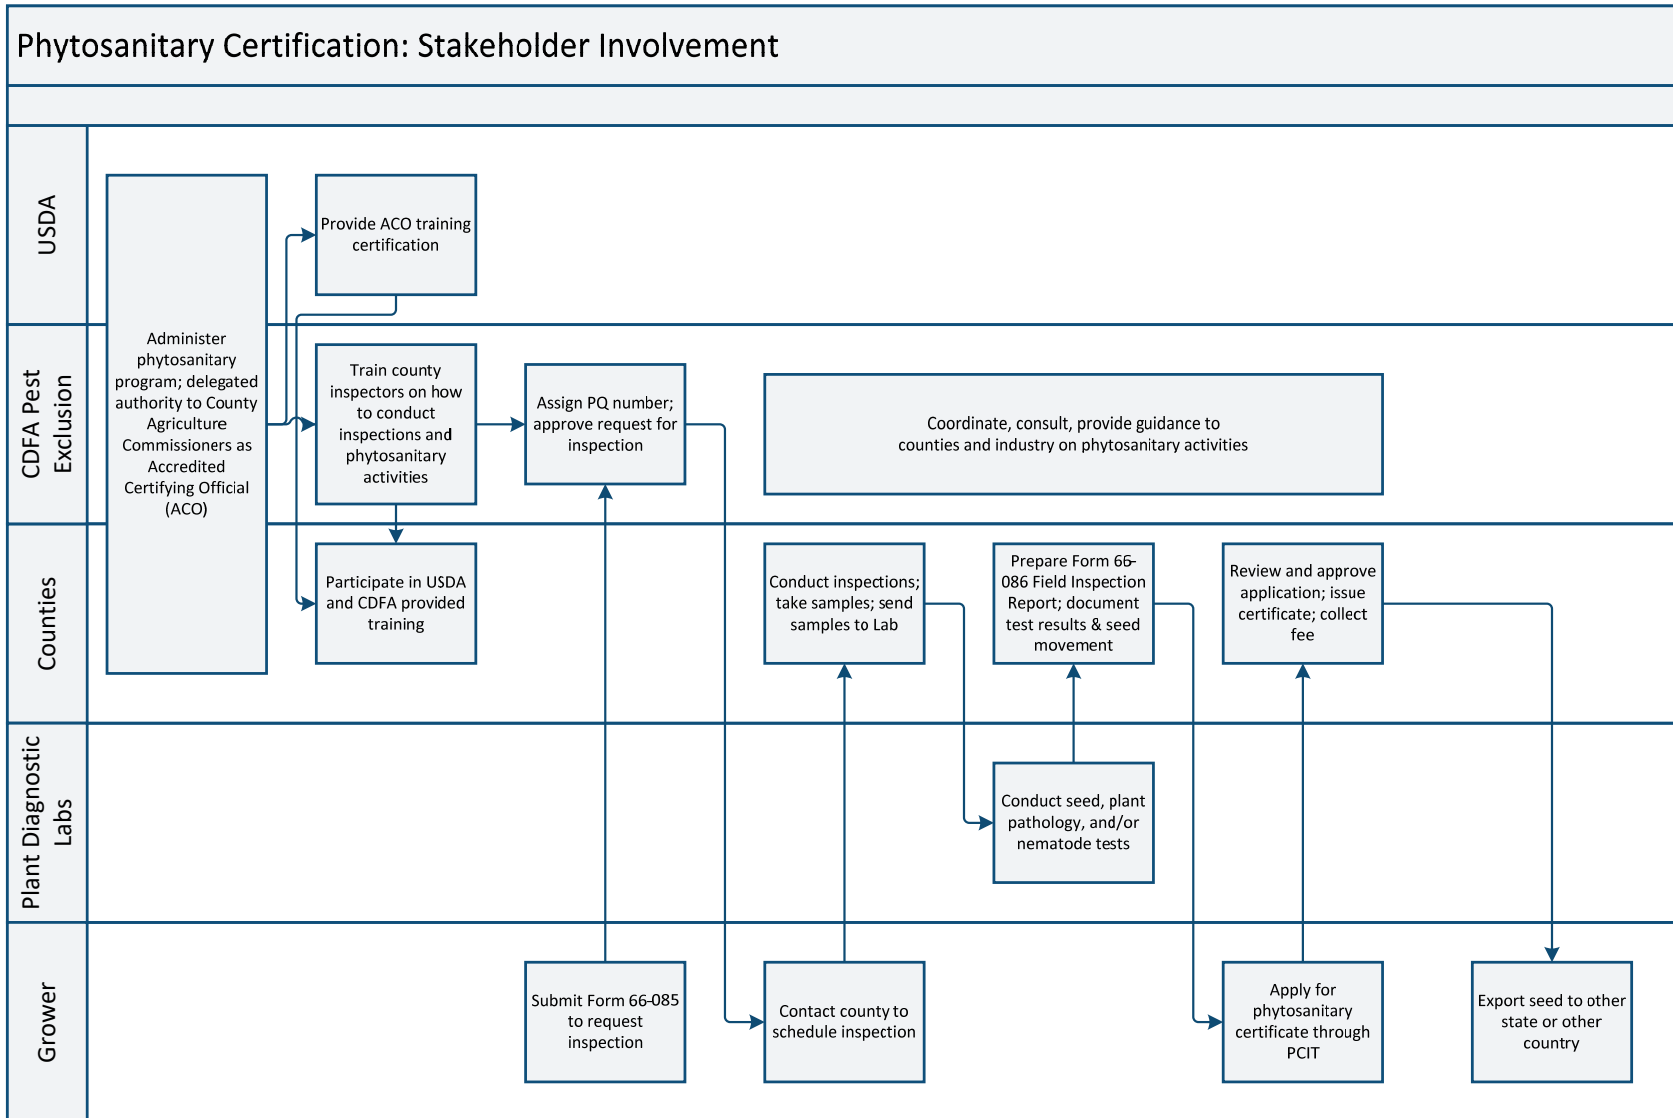 Phytosanitary Certification: Stakeholder Involvement
USDA
Provide ACO training
certification
Administer
phytosanitary
program; delegated
authority to County
Agriculture
Commissioners as
Accredited
Certifying Official
(ACO)
CDFA Pest
Exclusion
Train county
inspectors on how
to conduct
inspections and
phytosanitary
activities
Assign PQ number;
approve request for
inspection
Coordinate, consult, provide guidance to
counties and industry on phytosanitary activities
Counties
Participate in USDA
and CDFA provided
training
Conduct inspections;
take samples; send
samples to Lab
Prepare Form 66-
086 Field Inspection
Report; document
test results & seed
movement
Review and approve
application; issue
certificate; collect
fee
Plant Diagnostic
Labs
Conduct seed, plant
pathology, and/or
nematode tests
Grower
Submit Form 66-085
to request
inspection
Contact county to
schedule inspection
Apply for
phytosanitary
certificate through
PCIT
Export seed to other
state or other
country